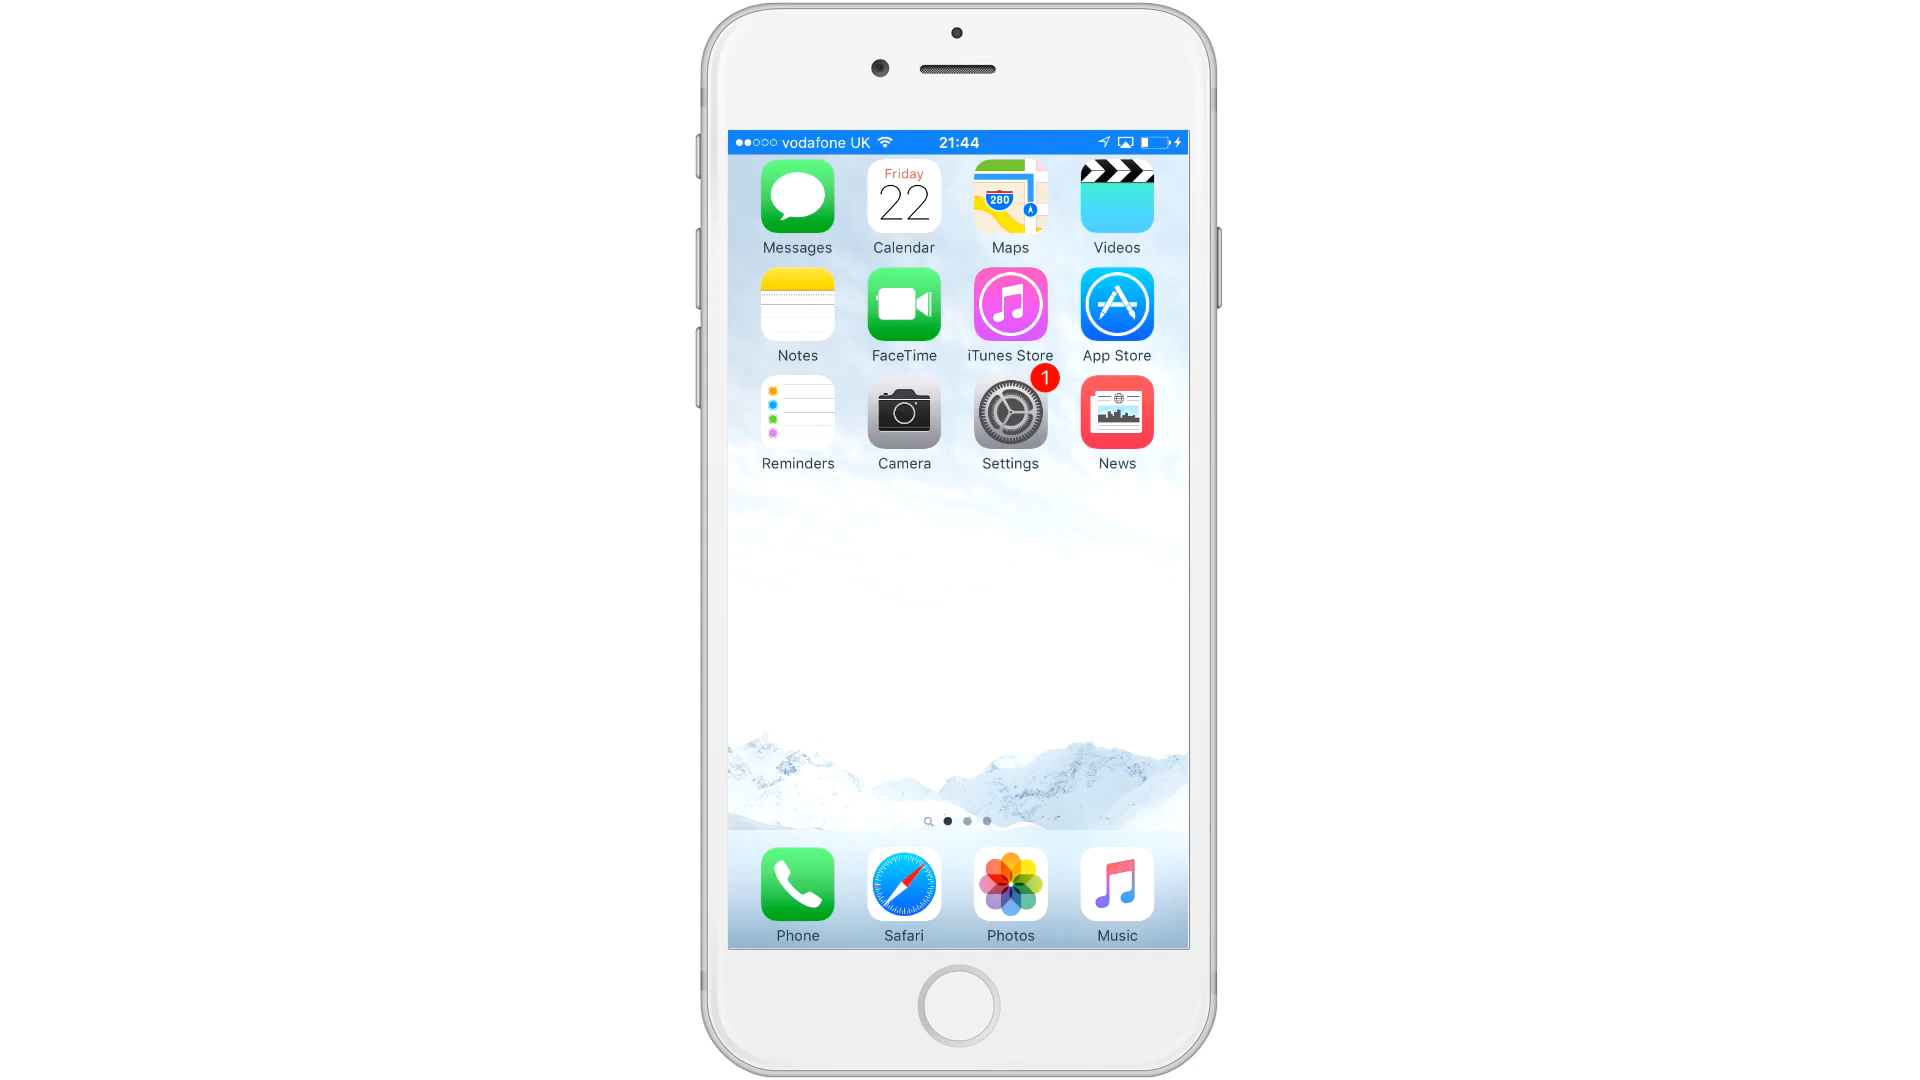 vodafone UK 21:44
Friday
22
280
Messages Calendar Maps Videos
Notes FaceTime iTunes Store App Store
1
Reminders Camera Settings News
Phone Safari Photos Music